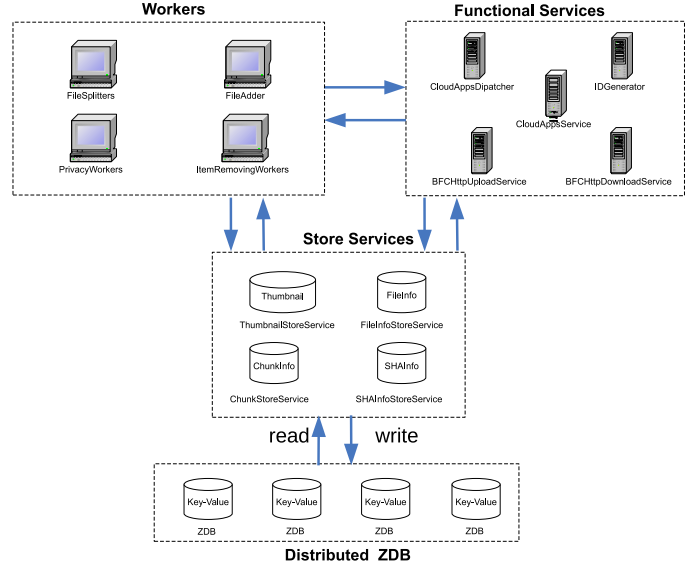 Workers
FileSplitters
FileAdder
PrivacyWorkers
ItemRemovingWorkers
Functional Services
CloudAppsDipatcher
IDGenerator
CloudAppsService
BFCHttpUploadService
BFCHttpDownloadService
Store Services
Thumbnail
ThumbnailStoreService
FileInfo
FileInfoStoreService
ChunkInfo
ChunkStoreService
SHAInfo
SHAInfoStoreService
read
write
Key-Value
ZDB
Key-Value
ZDB
Key-Value
ZDB
Key-Value
ZDB
Distributed ZDB